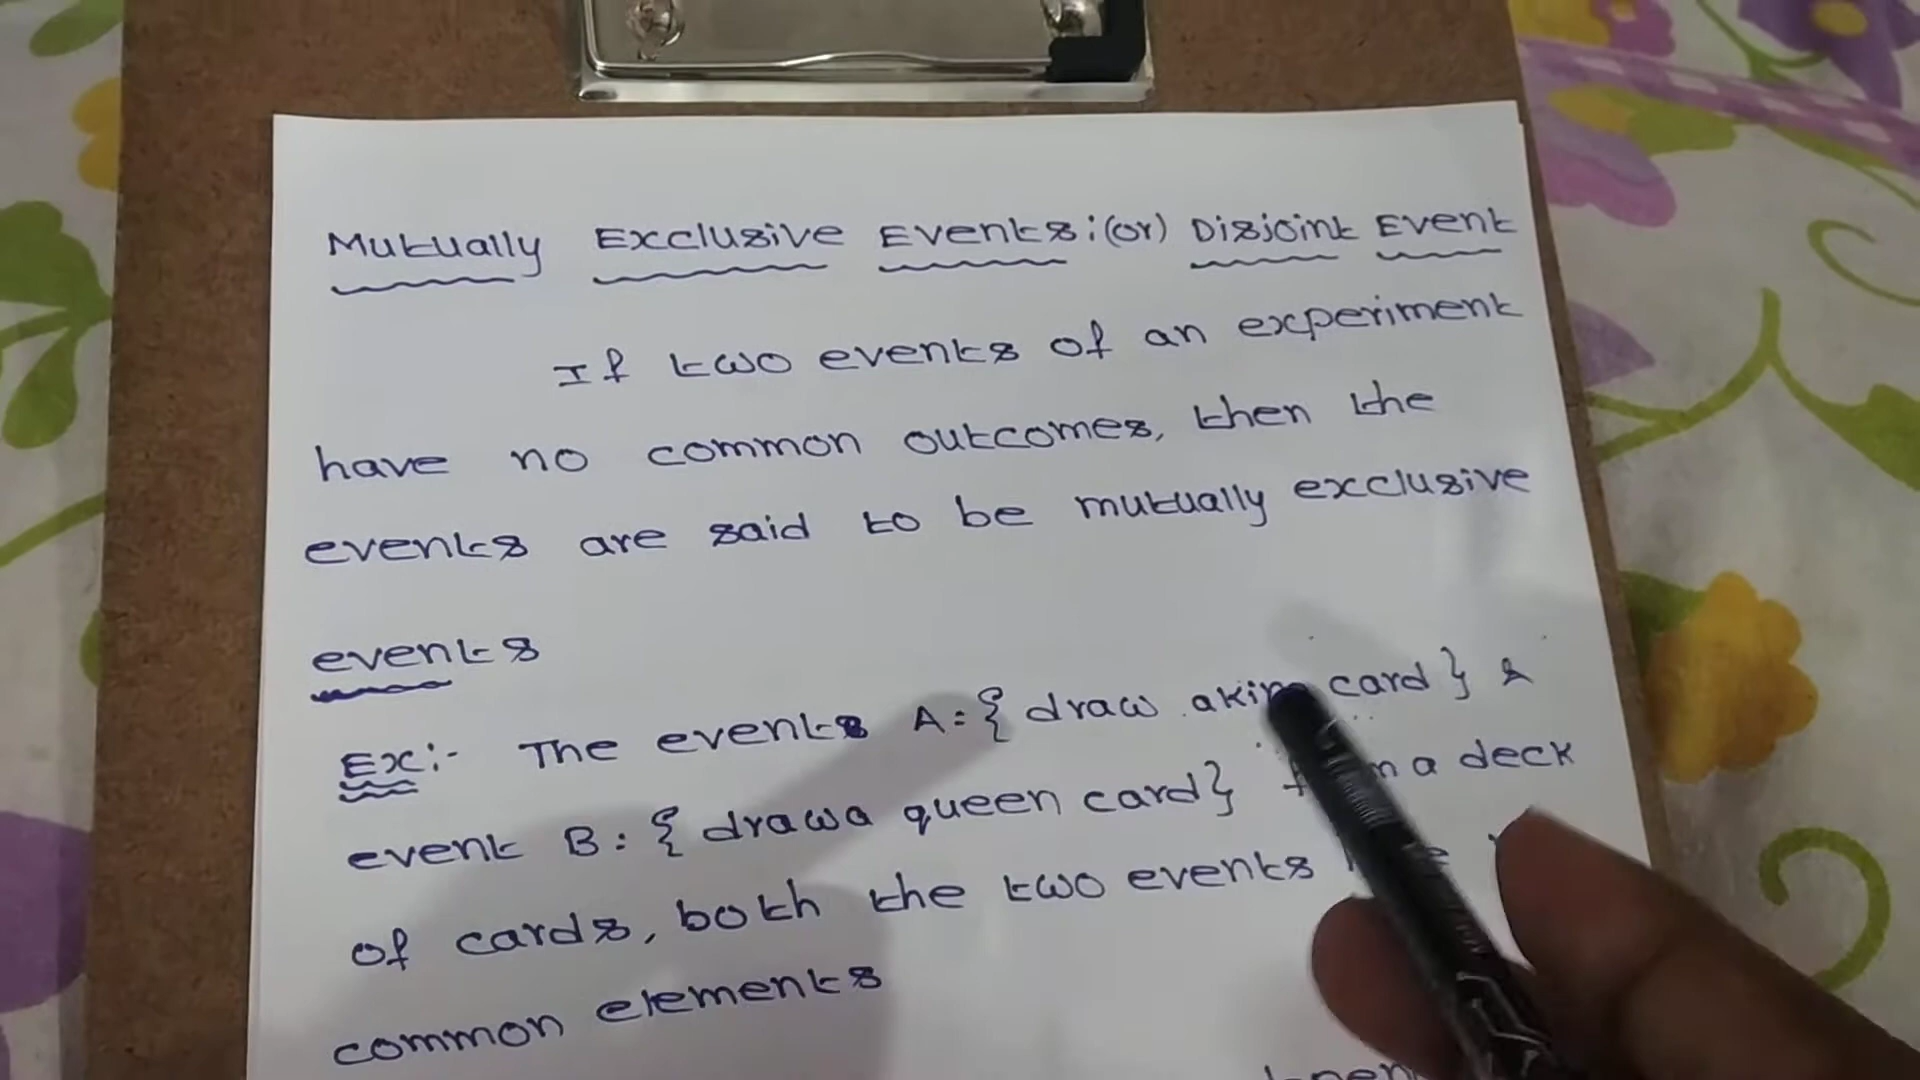 Mutually Exclusive Events: (or) Disjoint Event
If two events of an experiment
have no common outcomes, then the
events are said to be mutually exclusive
events
Ex:- The events A={ draw a card} &
event B:{ draw a queen card} a deck
of cards, both the two events
common elements